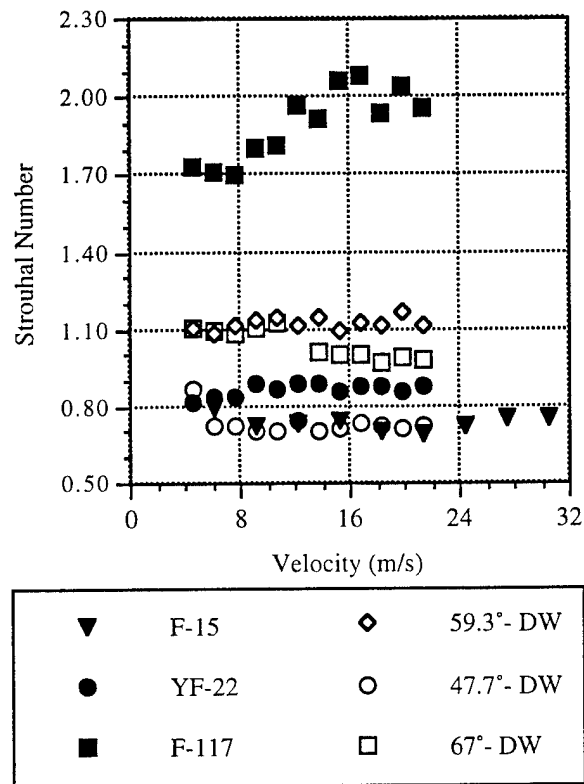 2.30
2.00
1.70
1.40
1.10
0.80
0.50
Strouhal Number
0 8 16 24 32
Velocity (m/s)
F-15 59.3°- DW
YF-22 47.7°- DW
F-117 67°- DW